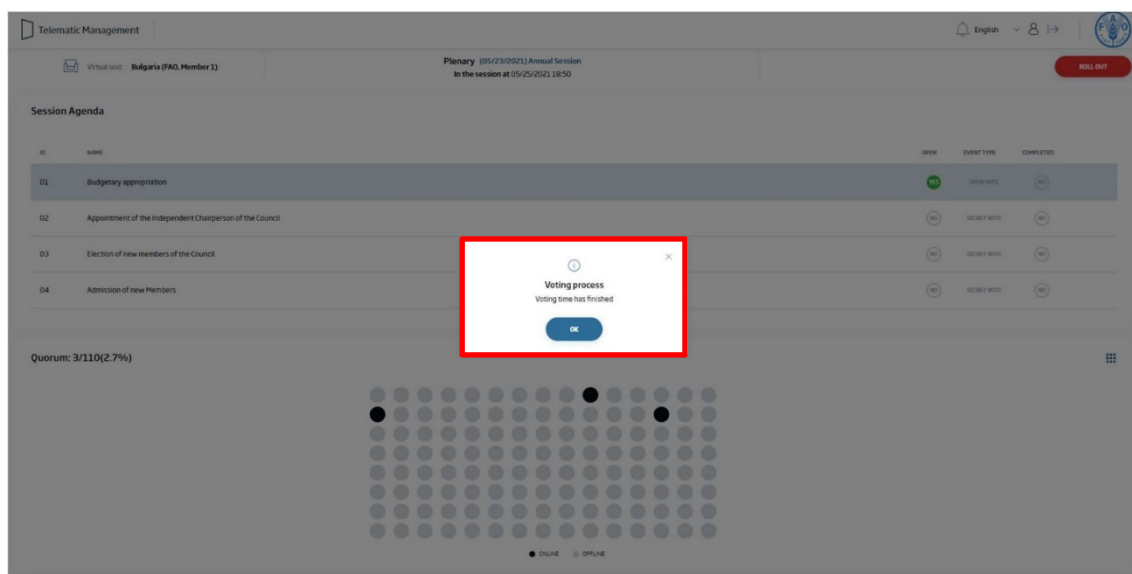 Telematic Management
English
FAO
Virtual seat Bulgaria (FAO, Member 1)
Plenary (05/23/2021) Annual Session
In the session at 05/25/2021 18:50
ROLL OUT
Session Agenda
ID NAME OPEN EVENT TYPE COMPLETED
01 Budgetary appropriation YES OPEN VOTE NO
02 Appointment of the Independent Chairperson of the Council NO SECRET VOTE NO
03 Election of new members of the Council NO SECRET VOTE NO
04 Admission of new Members NO SECRET VOTE NO
Voting process
Voting time has finished
OK
Quorum: 3/110(2.7%)
ONLINE OFFLINE